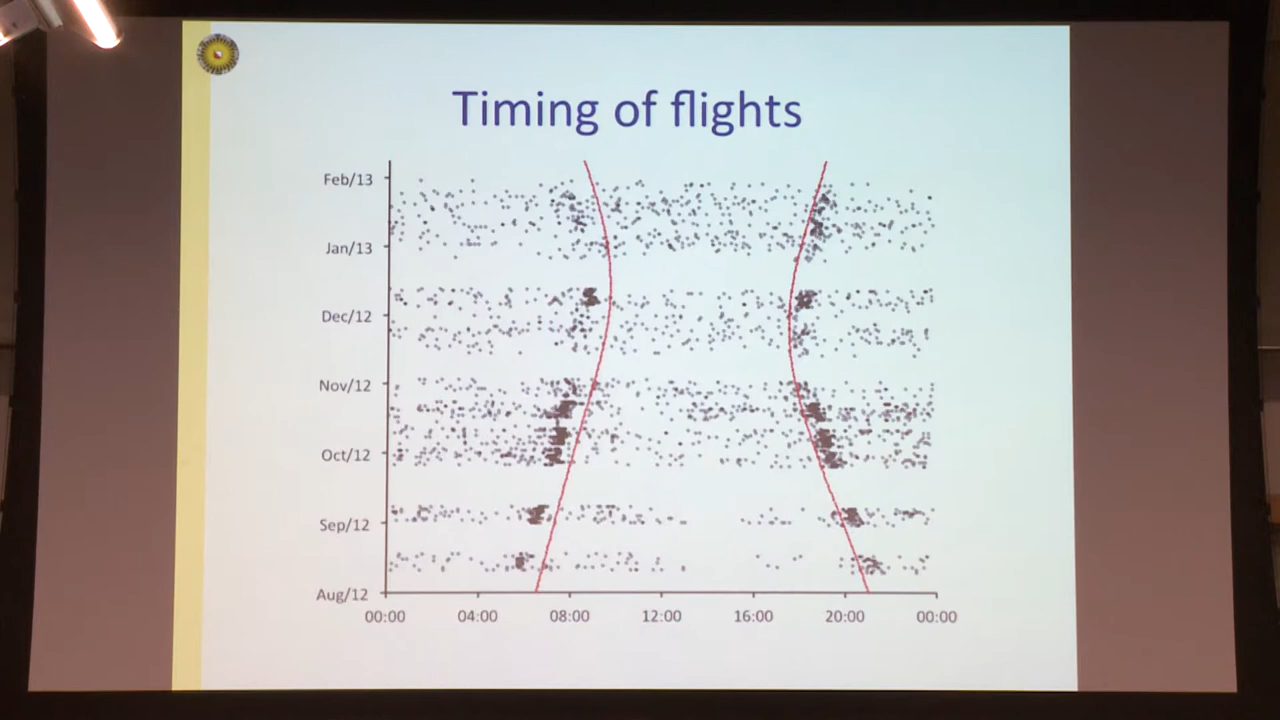 Timing of flights
Feb/13
Jan/13
Dec/12
Nov/12
Oct/12
Sep/12
Aug/12
00:00 04:00 08:00 12:00 16:00 20:00 00:00